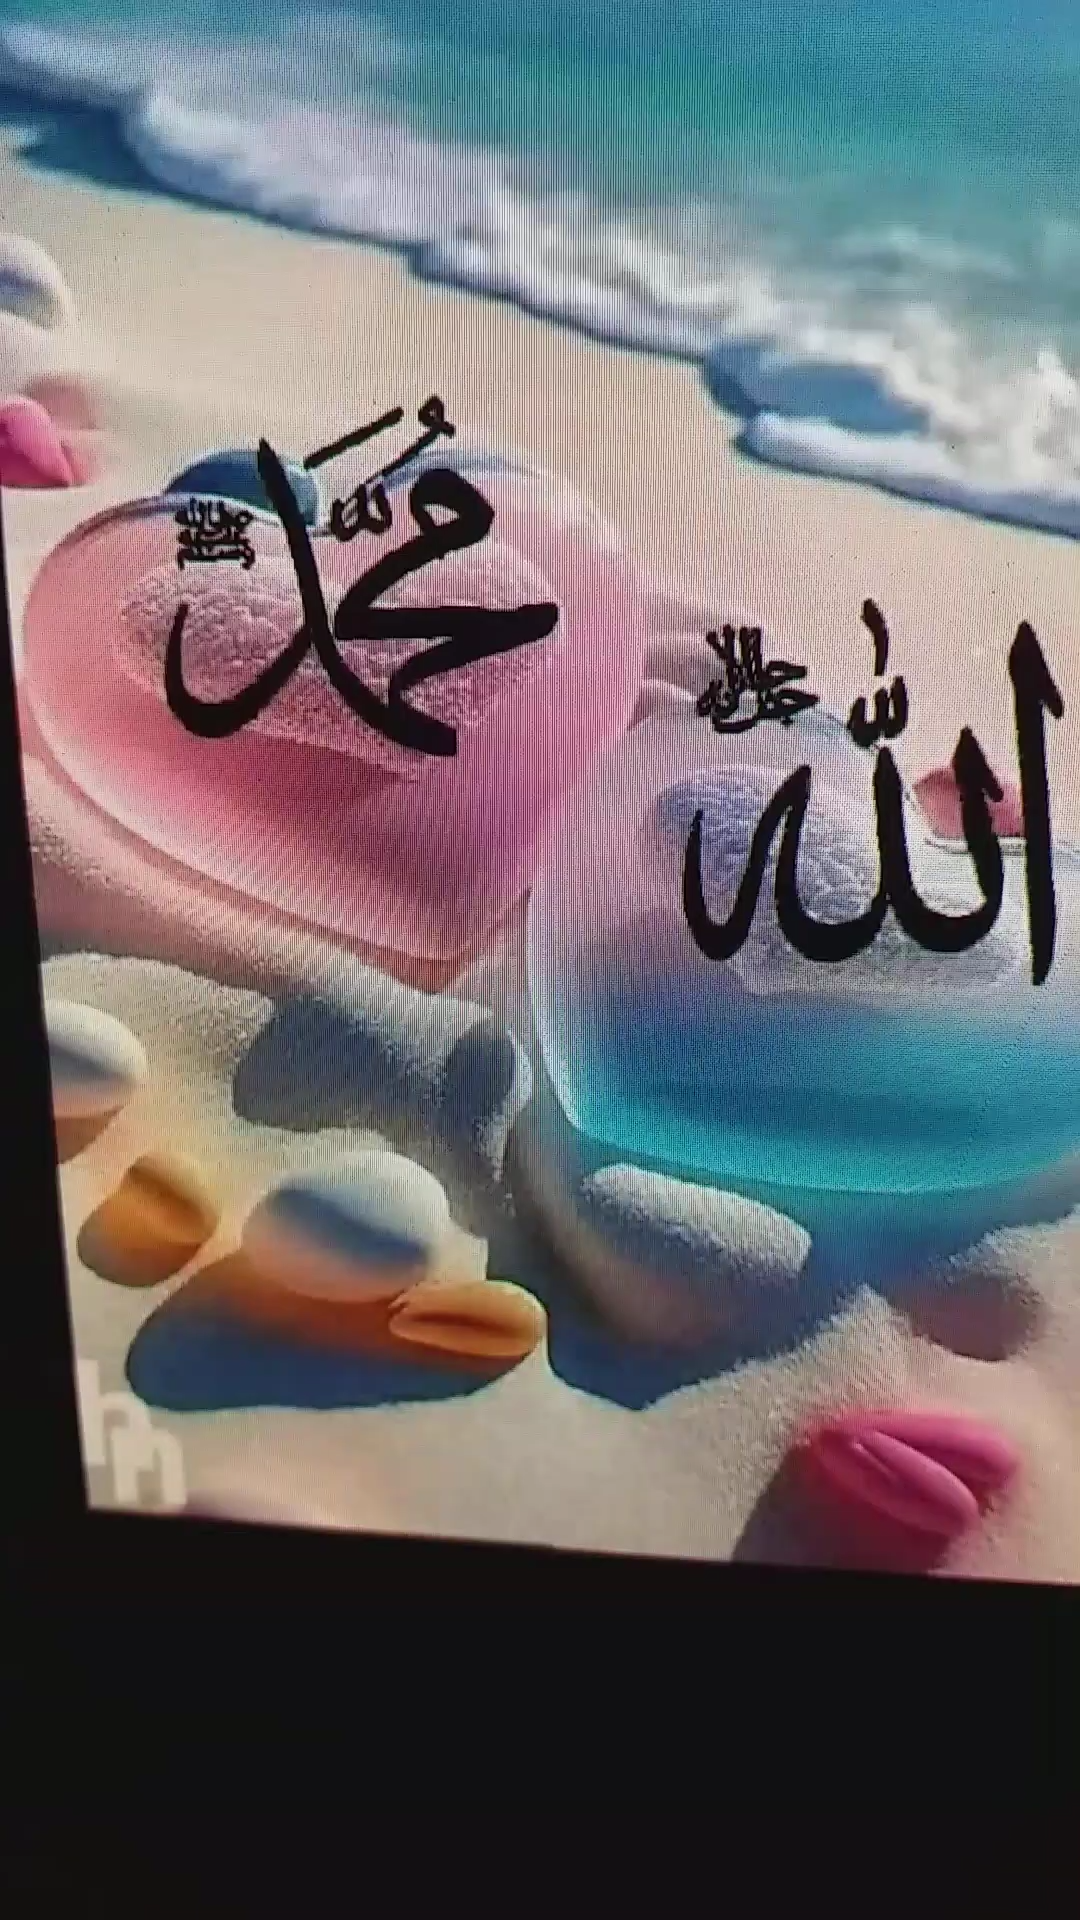 الله
جل جلاله
محمد
ﷺ